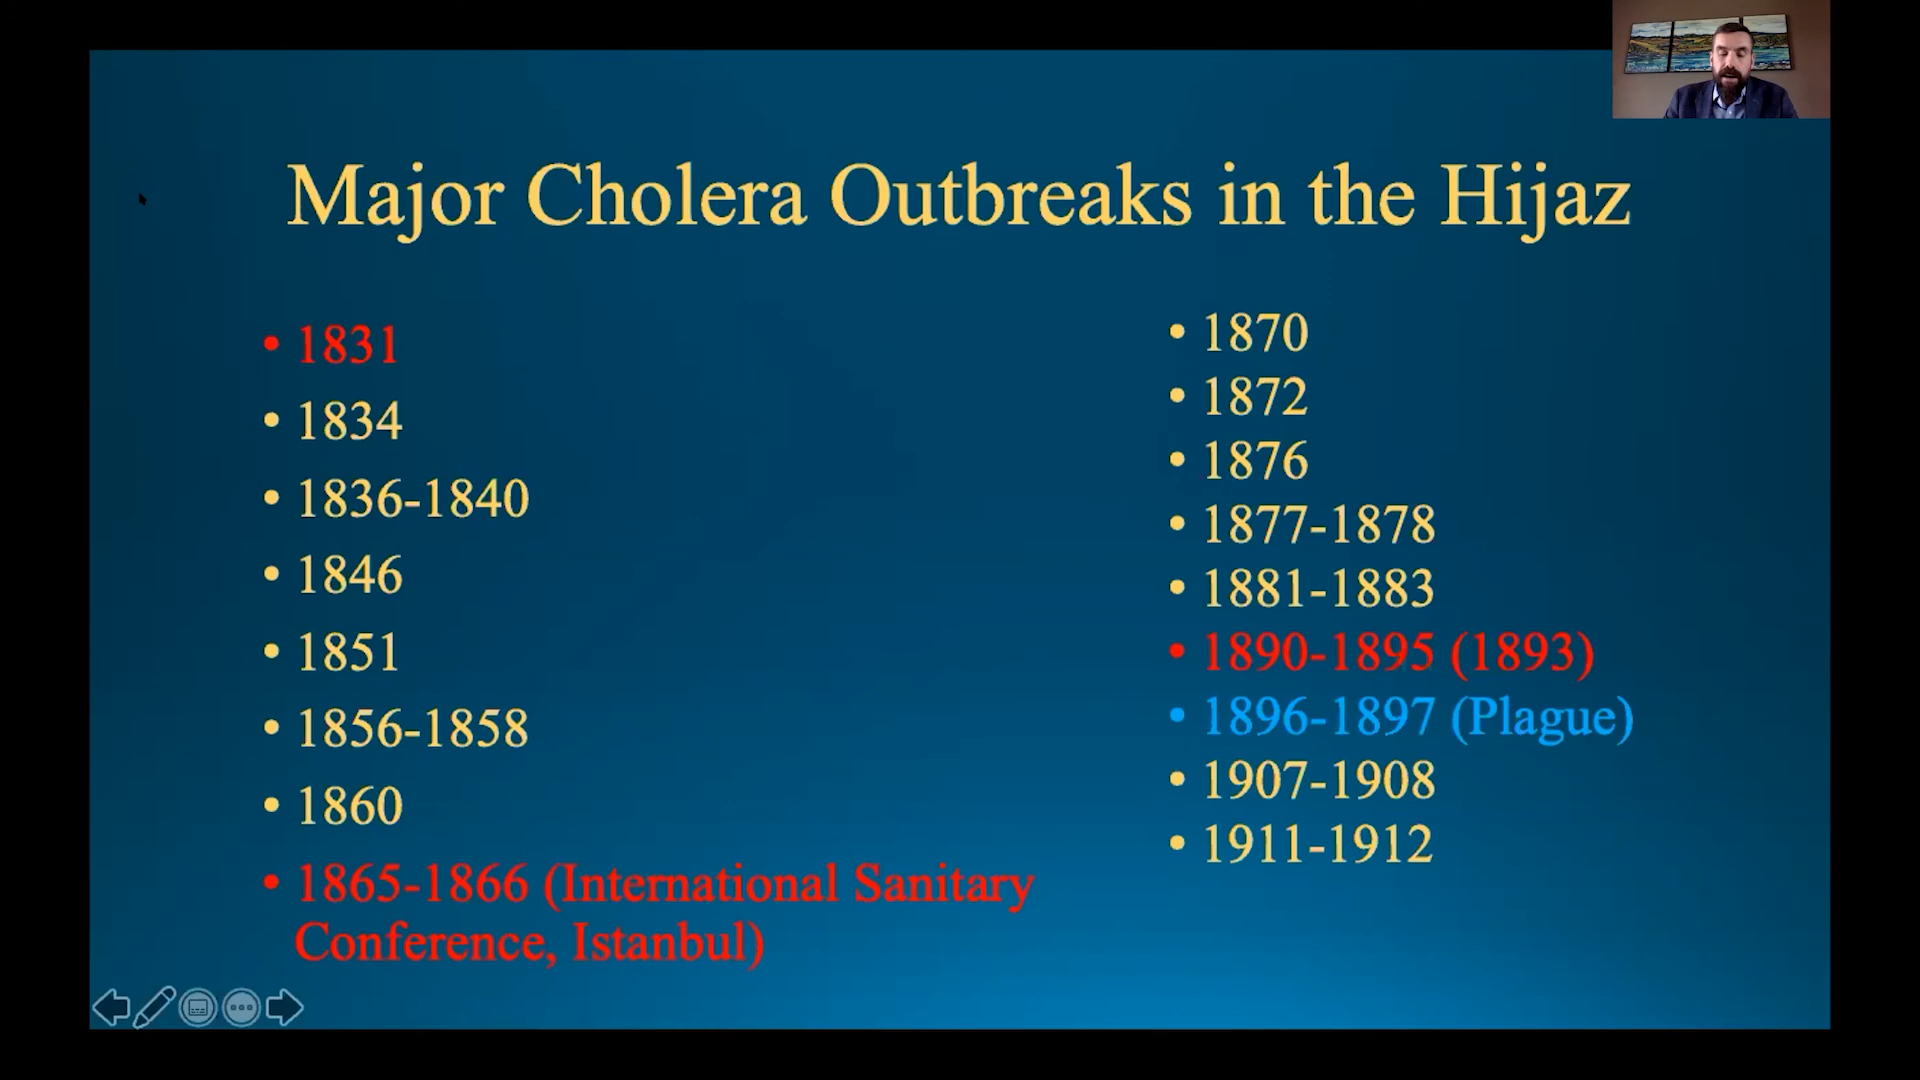 Major Cholera Outbreaks in the Hijaz
• 1831
• 1834
• 1836-1840
• 1846
• 1851
• 1856-1858
• 1860
• 1865-1866 (International Sanitary
Conference, Istanbul)
• 1870
• 1872
• 1876
• 1877-1878
• 1881-1883
• 1890-1895 (1893)
• 1896-1897 (Plague)
• 1907-1908
• 1911-1912